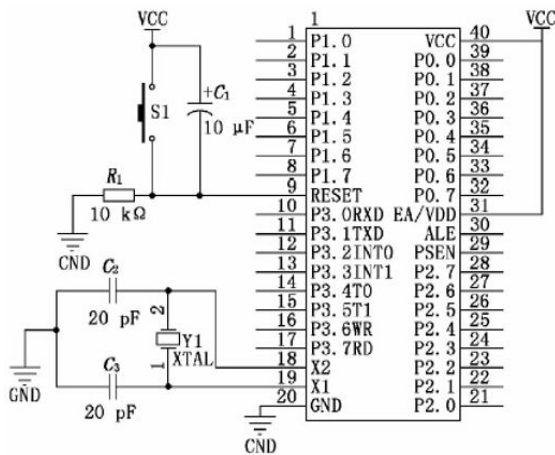 VCC
+C1
S1
10 μF
R1
10 kΩ
CND
C2
20 pF
2
Y1
1
XTAL
C3
20 pF
GND
CND
1
VCC
1 P1.0 VCC 40
2 P1.1 P0.0 39
3 P1.2 P0.1 38
4 P1.3 P0.2 37
5 P1.4 P0.3 36
6 P1.5 P0.4 35
7 P1.6 P0.5 34
8 P1.7 P0.6 33
9 RESET P0.7 32
10 P3.0RXD EA/VDD 31
11 P3.1TXD ALE 30
12 P3.2INT0 PSEN 29
13 P3.3INT1 P2.7 28
14 P3.4T0 P2.6 27
15 P3.5T1 P2.5 26
16 P3.6WR P2.4 25
17 P3.7RD P2.3 24
18 X2 P2.2 23
19 X1 P2.1 22
20 GND P2.0 21